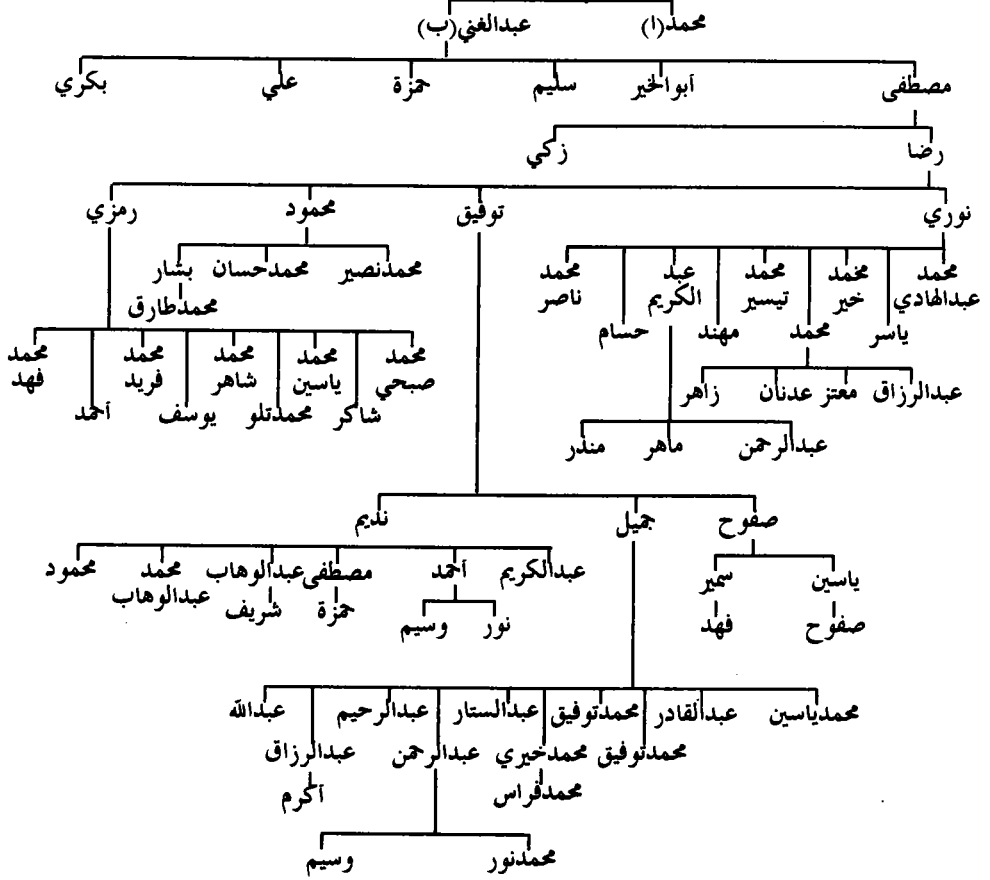 محمد(ا) عبدالغني(ب)
مصطفى أبوالخير سليم حمزة علي بكري
رضا زكي
نوري توفيق محمود رمزي
محمدنصير محمدحسان بشار
محمدطارق
محمد عبدالهادي ياسر محمد خير محمد محمد تيسير مهند عبد الكريم حسام محمد ناصر
محمد صبحي شاكر محمد ياسين محمدتلو محمد شاهر يوسف محمد فريد أحمد محمد فهد
عبدالرزاق معتز عدنان زاهر
عبدالرحمن ماهر منذر
صفوح جميل نديم
ياسين سمير
صفوح فهد
عبدالكريم أحمد مصطفى عبدالوهاب محمد عبدالوهاب محمود
نور وسيم حمزة شريف
محمدياسين عبدالقادر محمدتوفيق عبدالستار عبدالرحيم عبدالله
محمدتوفيق محمدخيري عبدالرحمن عبدالرزاق
محمدفراس أكرم
محمدنور وسيم